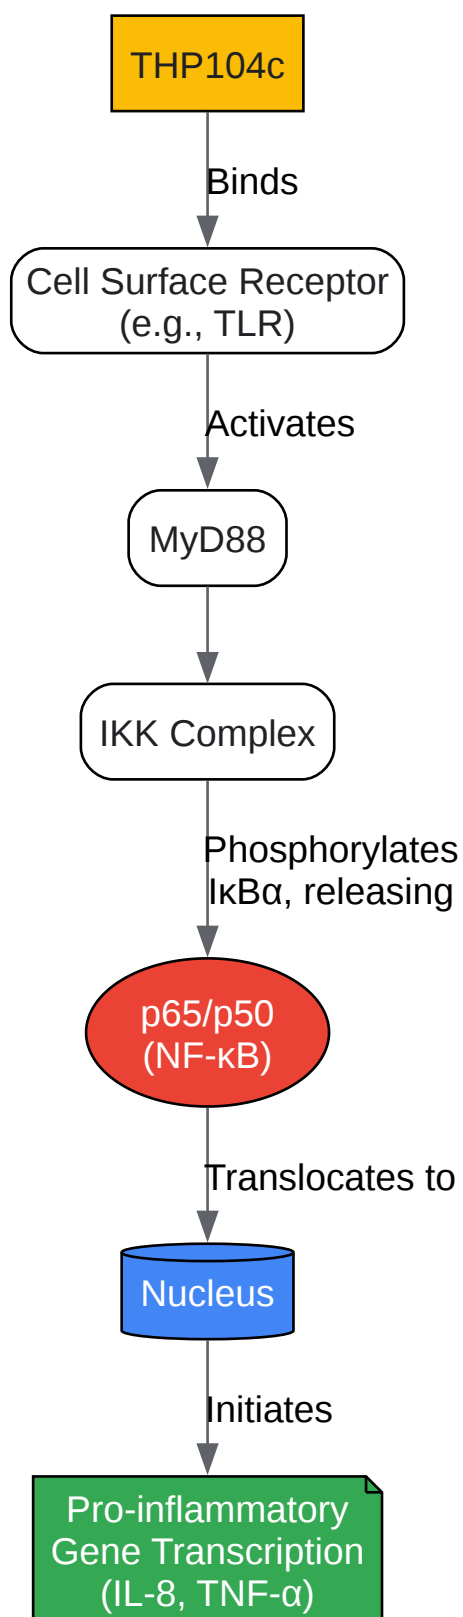 THP104c
Binds
Cell Surface Receptor
(e.g., TLR)
Activates
MyD88
IKK Complex
Phosphorylates
IκBα, releasing
p65/p50
(NF-κB)
Translocates to
Nucleus
Initiates
Pro-inflammatory
Gene Transcription
(IL-8, TNF-α)